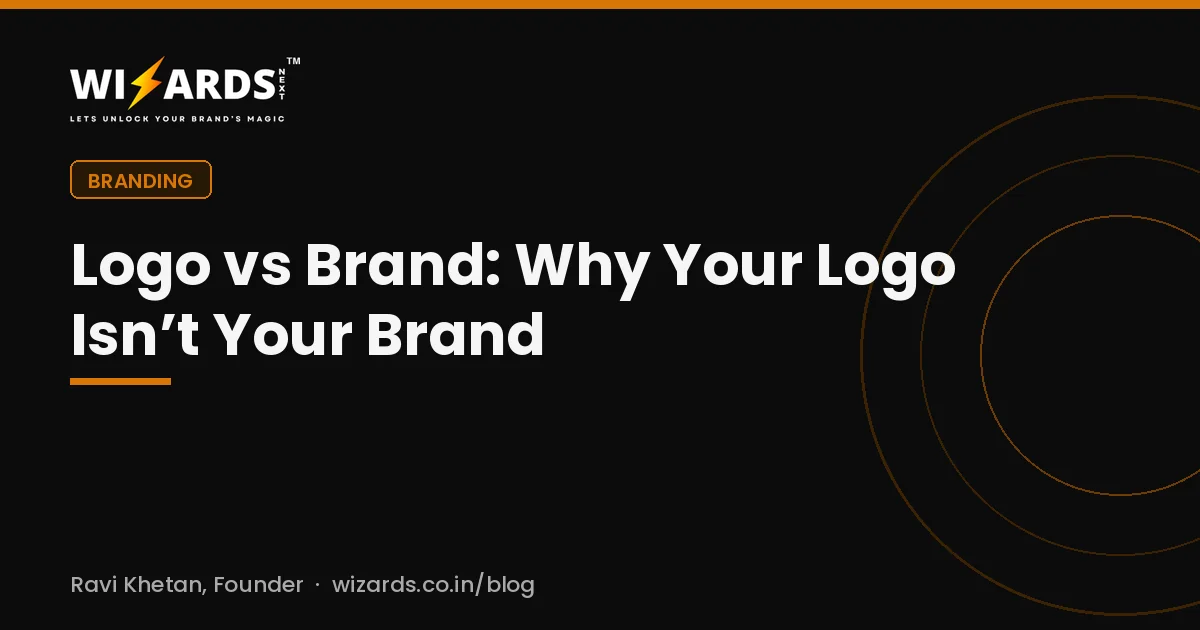 WIZARDS NEXT TM
LETS UNLOCK YOUR BRAND'S MAGIC
BRANDING
Logo vs Brand: Why Your Logo
Isn’t Your Brand
Ravi Khetan, Founder · wizards.co.in/blog